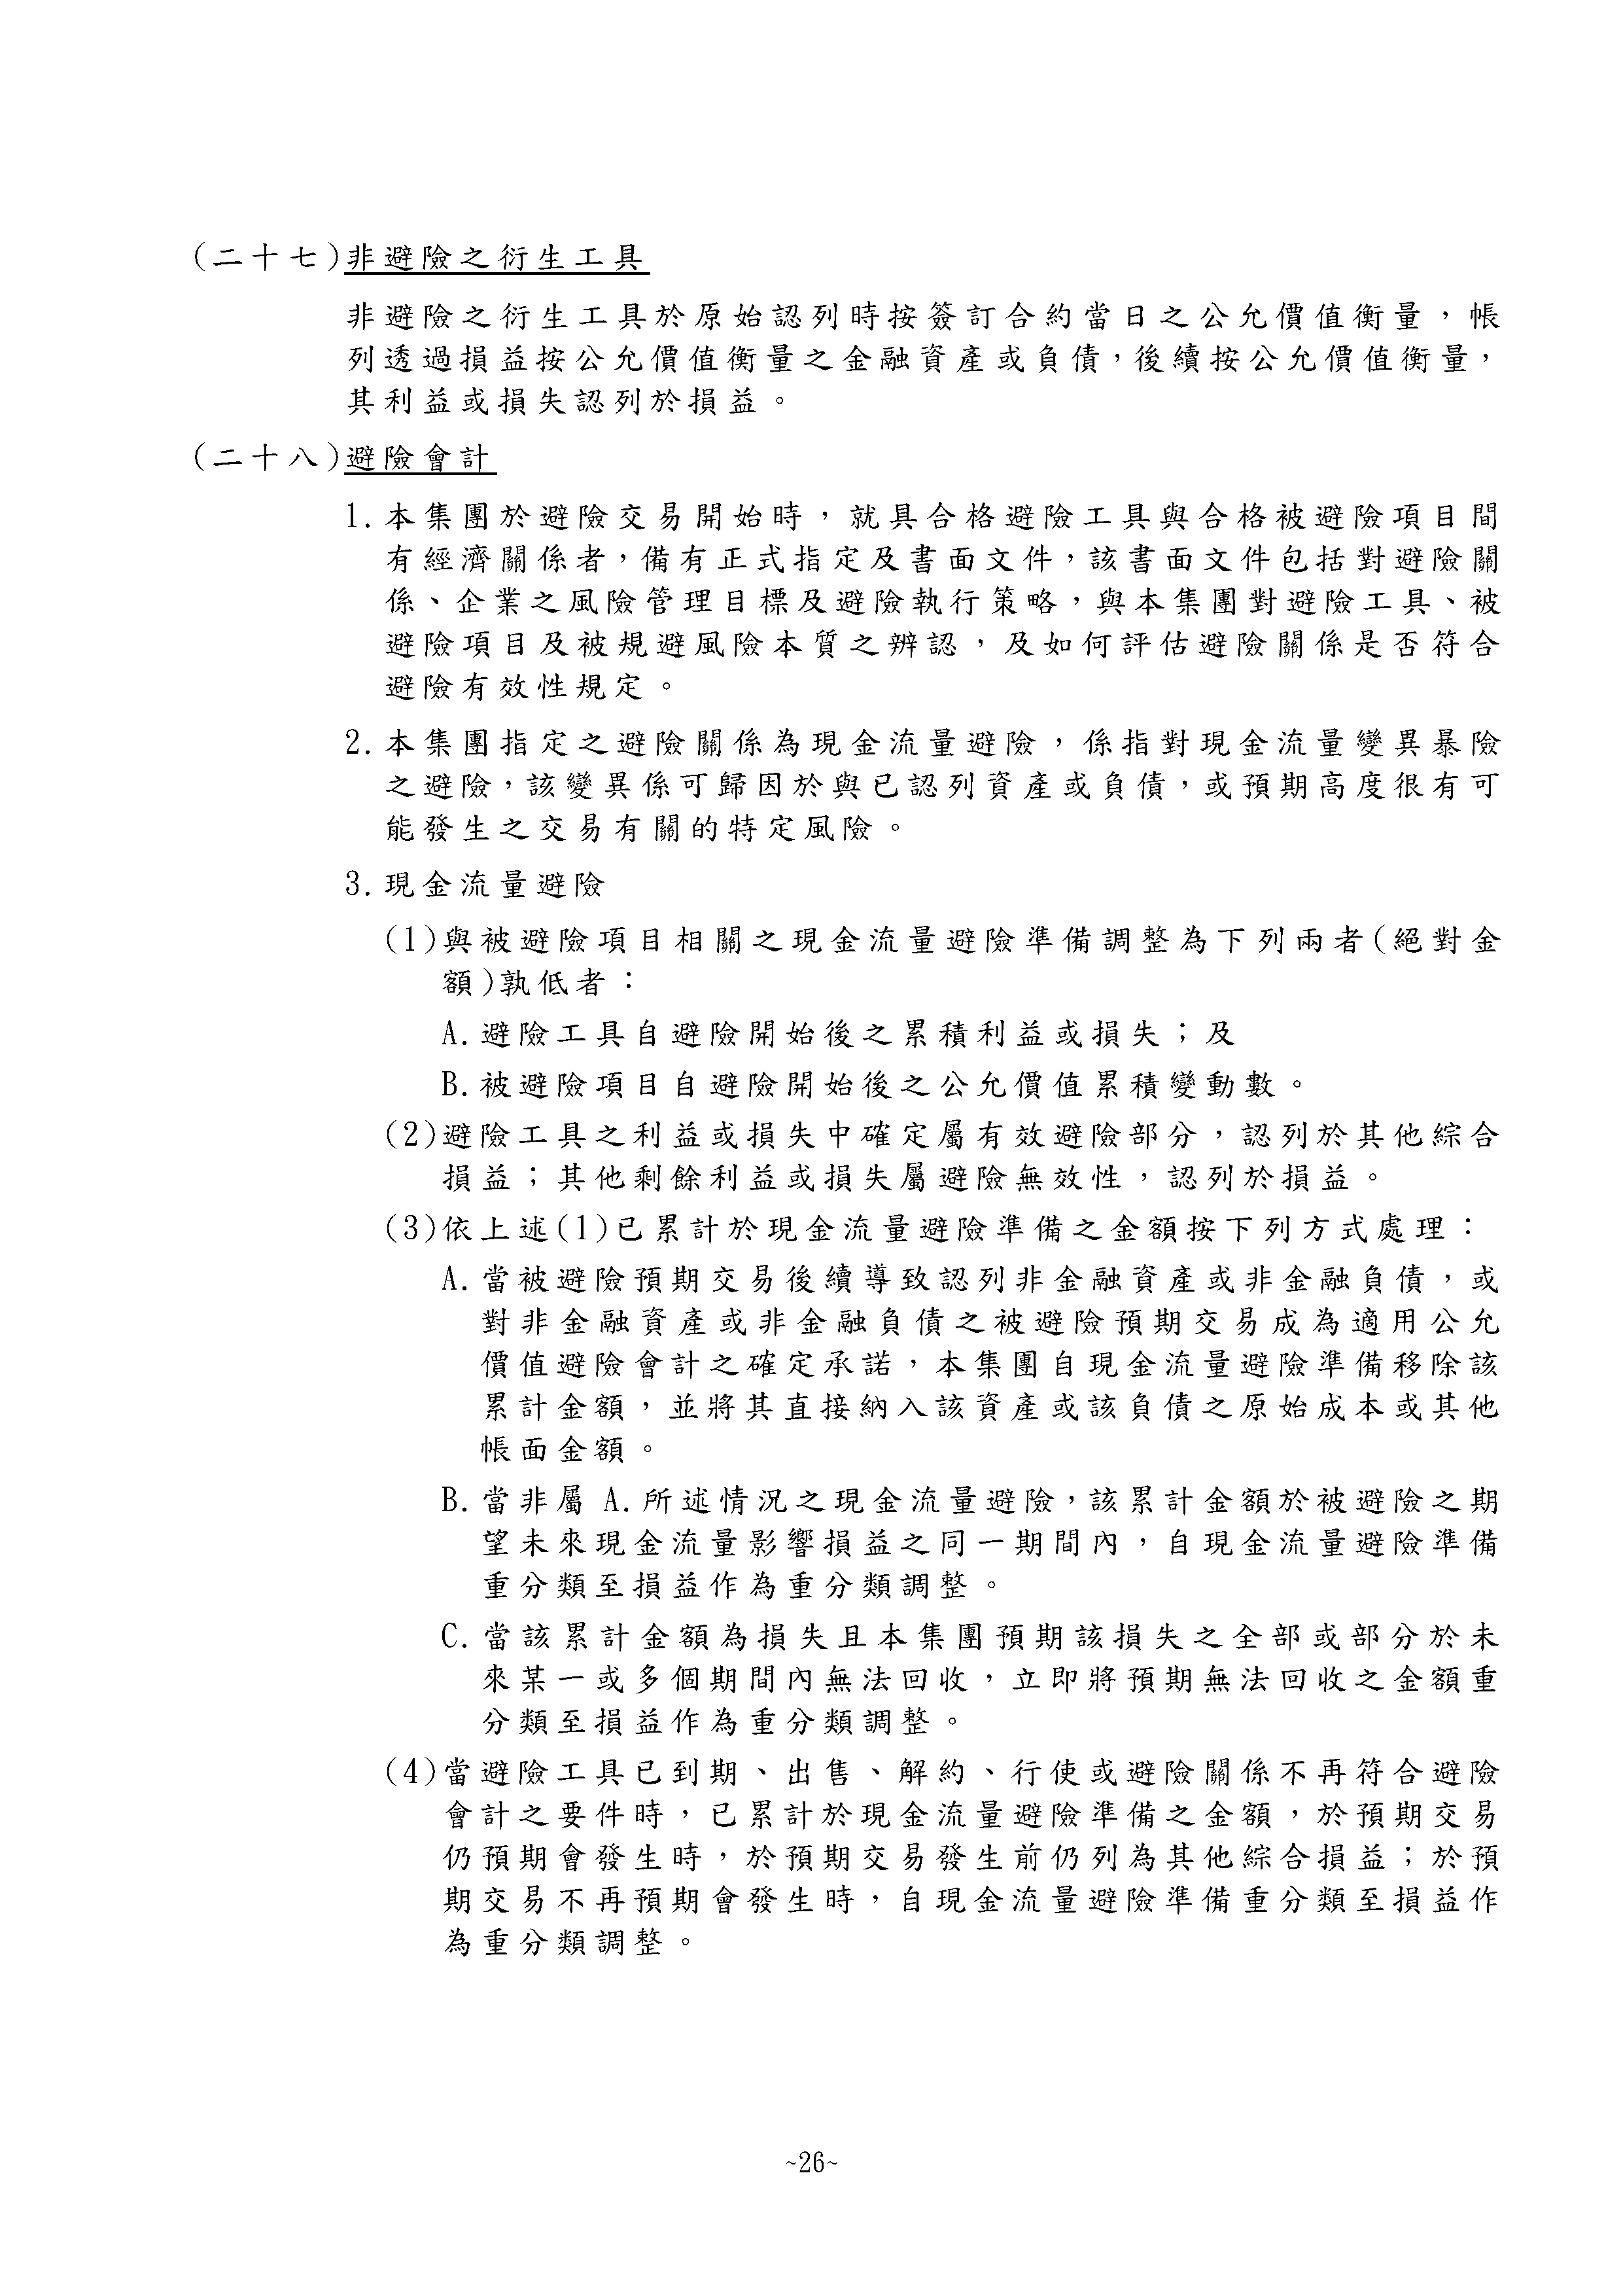 (二十七)非避險之衍生工具
非避險之衍生工具於原始認列時按簽訂合約當日之公允價值衡量，帳
列透過損益按公允價值衡量之金融資產或負債，後續按公允價值衡量，
其利益或損失認列於損益。
(二十八)避險會計
1.本集團於避險交易開始時，就具合格避險工具與合格被避險項目間
有經濟關係者，備有正式指定及書面文件，該書面文件包括對避險關
係、企業之風險管理目標及避險執行策略，與本集團對避險工具、被
避險項目及被規避風險本質之辨認，及如何評估避險關係是否符合
避險有效性規定。
2.本集團指定之避險關係為現金流量避險，係指對現金流量變異暴險
之避險，該變異係可歸因於與已認列資產或負債，或預期高度很有可
能發生之交易有關的特定風險。
3.現金流量避險
(1)與被避險項目相關之現金流量避險準備調整為下列兩者(絕對金
額)孰低者：
A.避險工具自避險開始後之累積利益或損失；及
B.被避險項目自避險開始後之公允價值累積變動數。
(2)避險工具之利益或損失中確定屬有效避險部分，認列於其他綜合
損益；其他剩餘利益或損失屬避險無效性，認列於損益。
(3)依上述(1)已累計於現金流量避險準備之金額按下列方式處理：
A.當被避險預期交易後續導致認列非金融資產或非金融負債，或
對非金融資產或非金融負債之被避險預期交易成為適用公允
價值避險會計之確定承諾，本集團自現金流量避險準備移除該
累計金額，並將其直接納入該資產或該負債之原始成本或其他
帳面金額。
B.當非屬 A.所述情況之現金流量避險，該累計金額於被避險之期
望未來現金流量影響損益之同一期間內，自現金流量避險準備
重分類至損益作為重分類調整。
C.當該累計金額為損失且本集團預期該損失之全部或部分於未
來某一或多個期間內無法回收，立即將預期無法回收之金額重
分類至損益作為重分類調整。
(4)當避險工具已到期、出售、解約、行使或避險關係不再符合避險
會計之要件時，已累計於現金流量避險準備之金額，於預期交易
仍預期會發生時，於預期交易發生前仍列為其他綜合損益；於預
期交易不再預期會發生時，自現金流量避險準備重分類至損益作
為重分類調整。
~26~